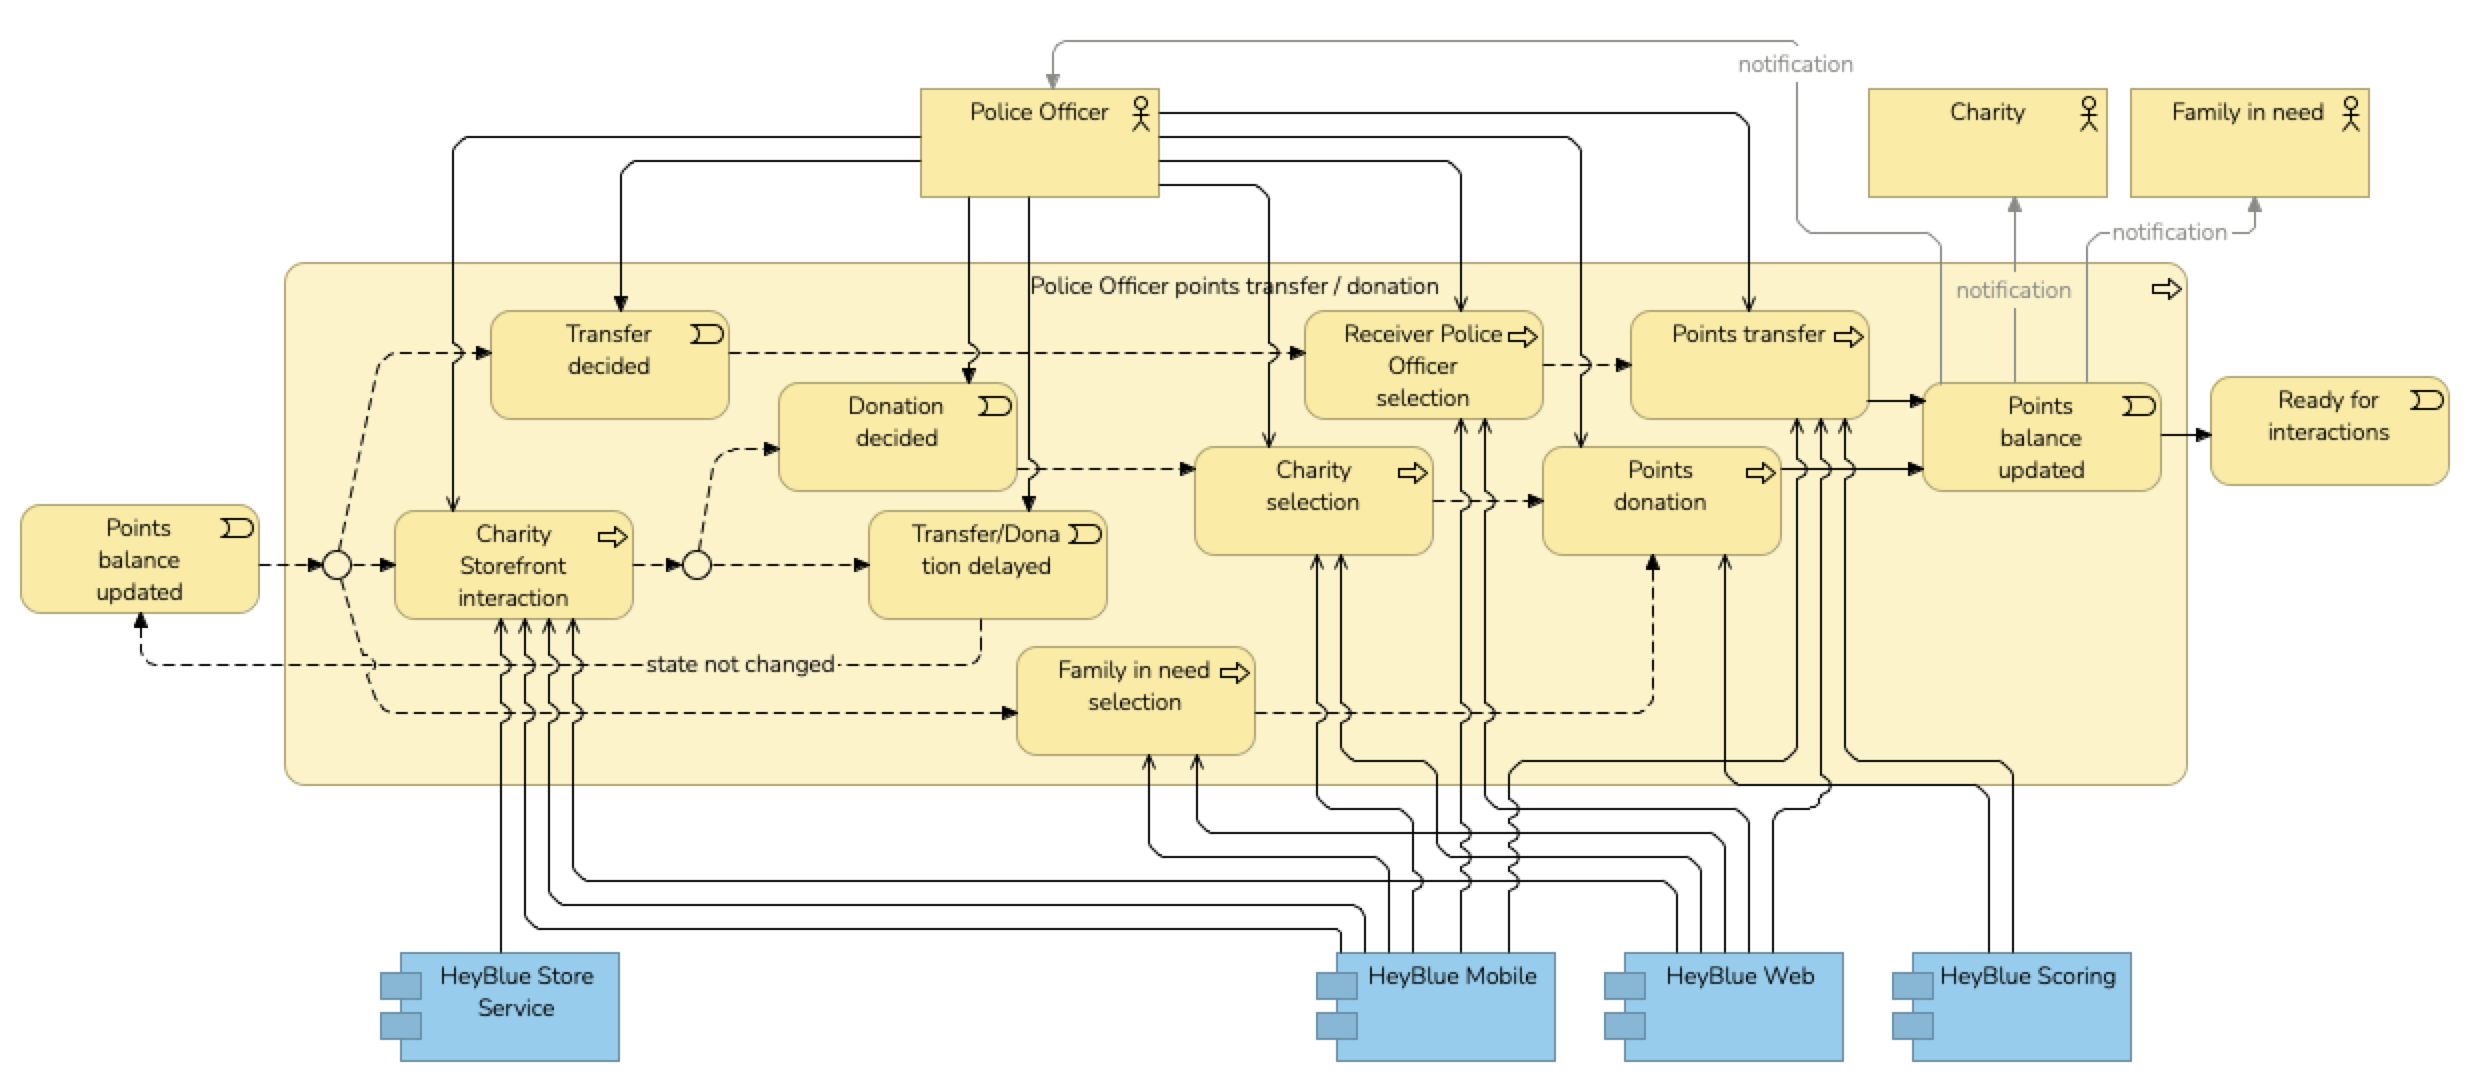 notification
Police Officer
Charity
Family in need
notification
Police Officer points transfer / donation
notification
Transfer
decided
Receiver Police
Officer
selection
Points transfer
Donation
decided
Points
balance
updated
Ready for
interactions
Charity
selection
Points
donation
Points
balance
updated
Charity
Storefront
interaction
Transfer/Dona
tion delayed
state not changed
Family in need
selection
HeyBlue Store
Service
HeyBlue Mobile
HeyBlue Web
HeyBlue Scoring